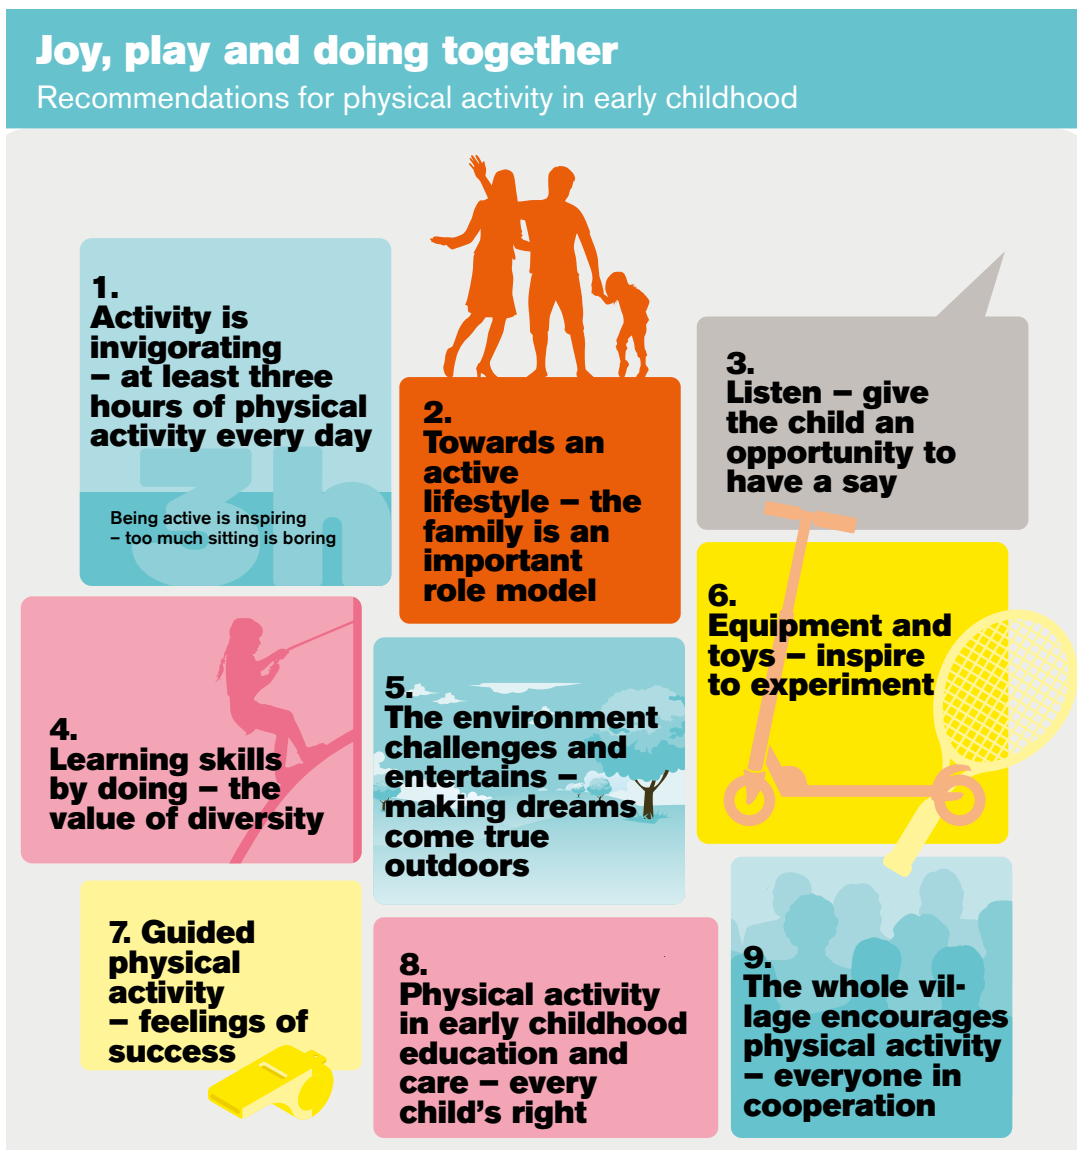 Joy, play and doing together
Recommendations for physical activity in early childhood
1.
Activity is
invigorating
– at least three
hours of physical
activity every day
3h
Being active is inspiring
– too much sitting is boring
2.
Towards an
active
lifestyle – the
family is an
important
role model
3.
Listen – give
the child an
opportunity to
have a say
4.
Learning skills
by doing – the
value of diversity
5.
The environment
challenges and
entertains –
making dreams
come true
outdoors
6.
Equipment and
toys – inspire
to experiment
7. Guided
physical
activity
– feelings of
success
8.
Physical activity
in early childhood
education and
care – every
child's right
9.
The whole vil-
lage encourages
physical activity
– everyone in
cooperation